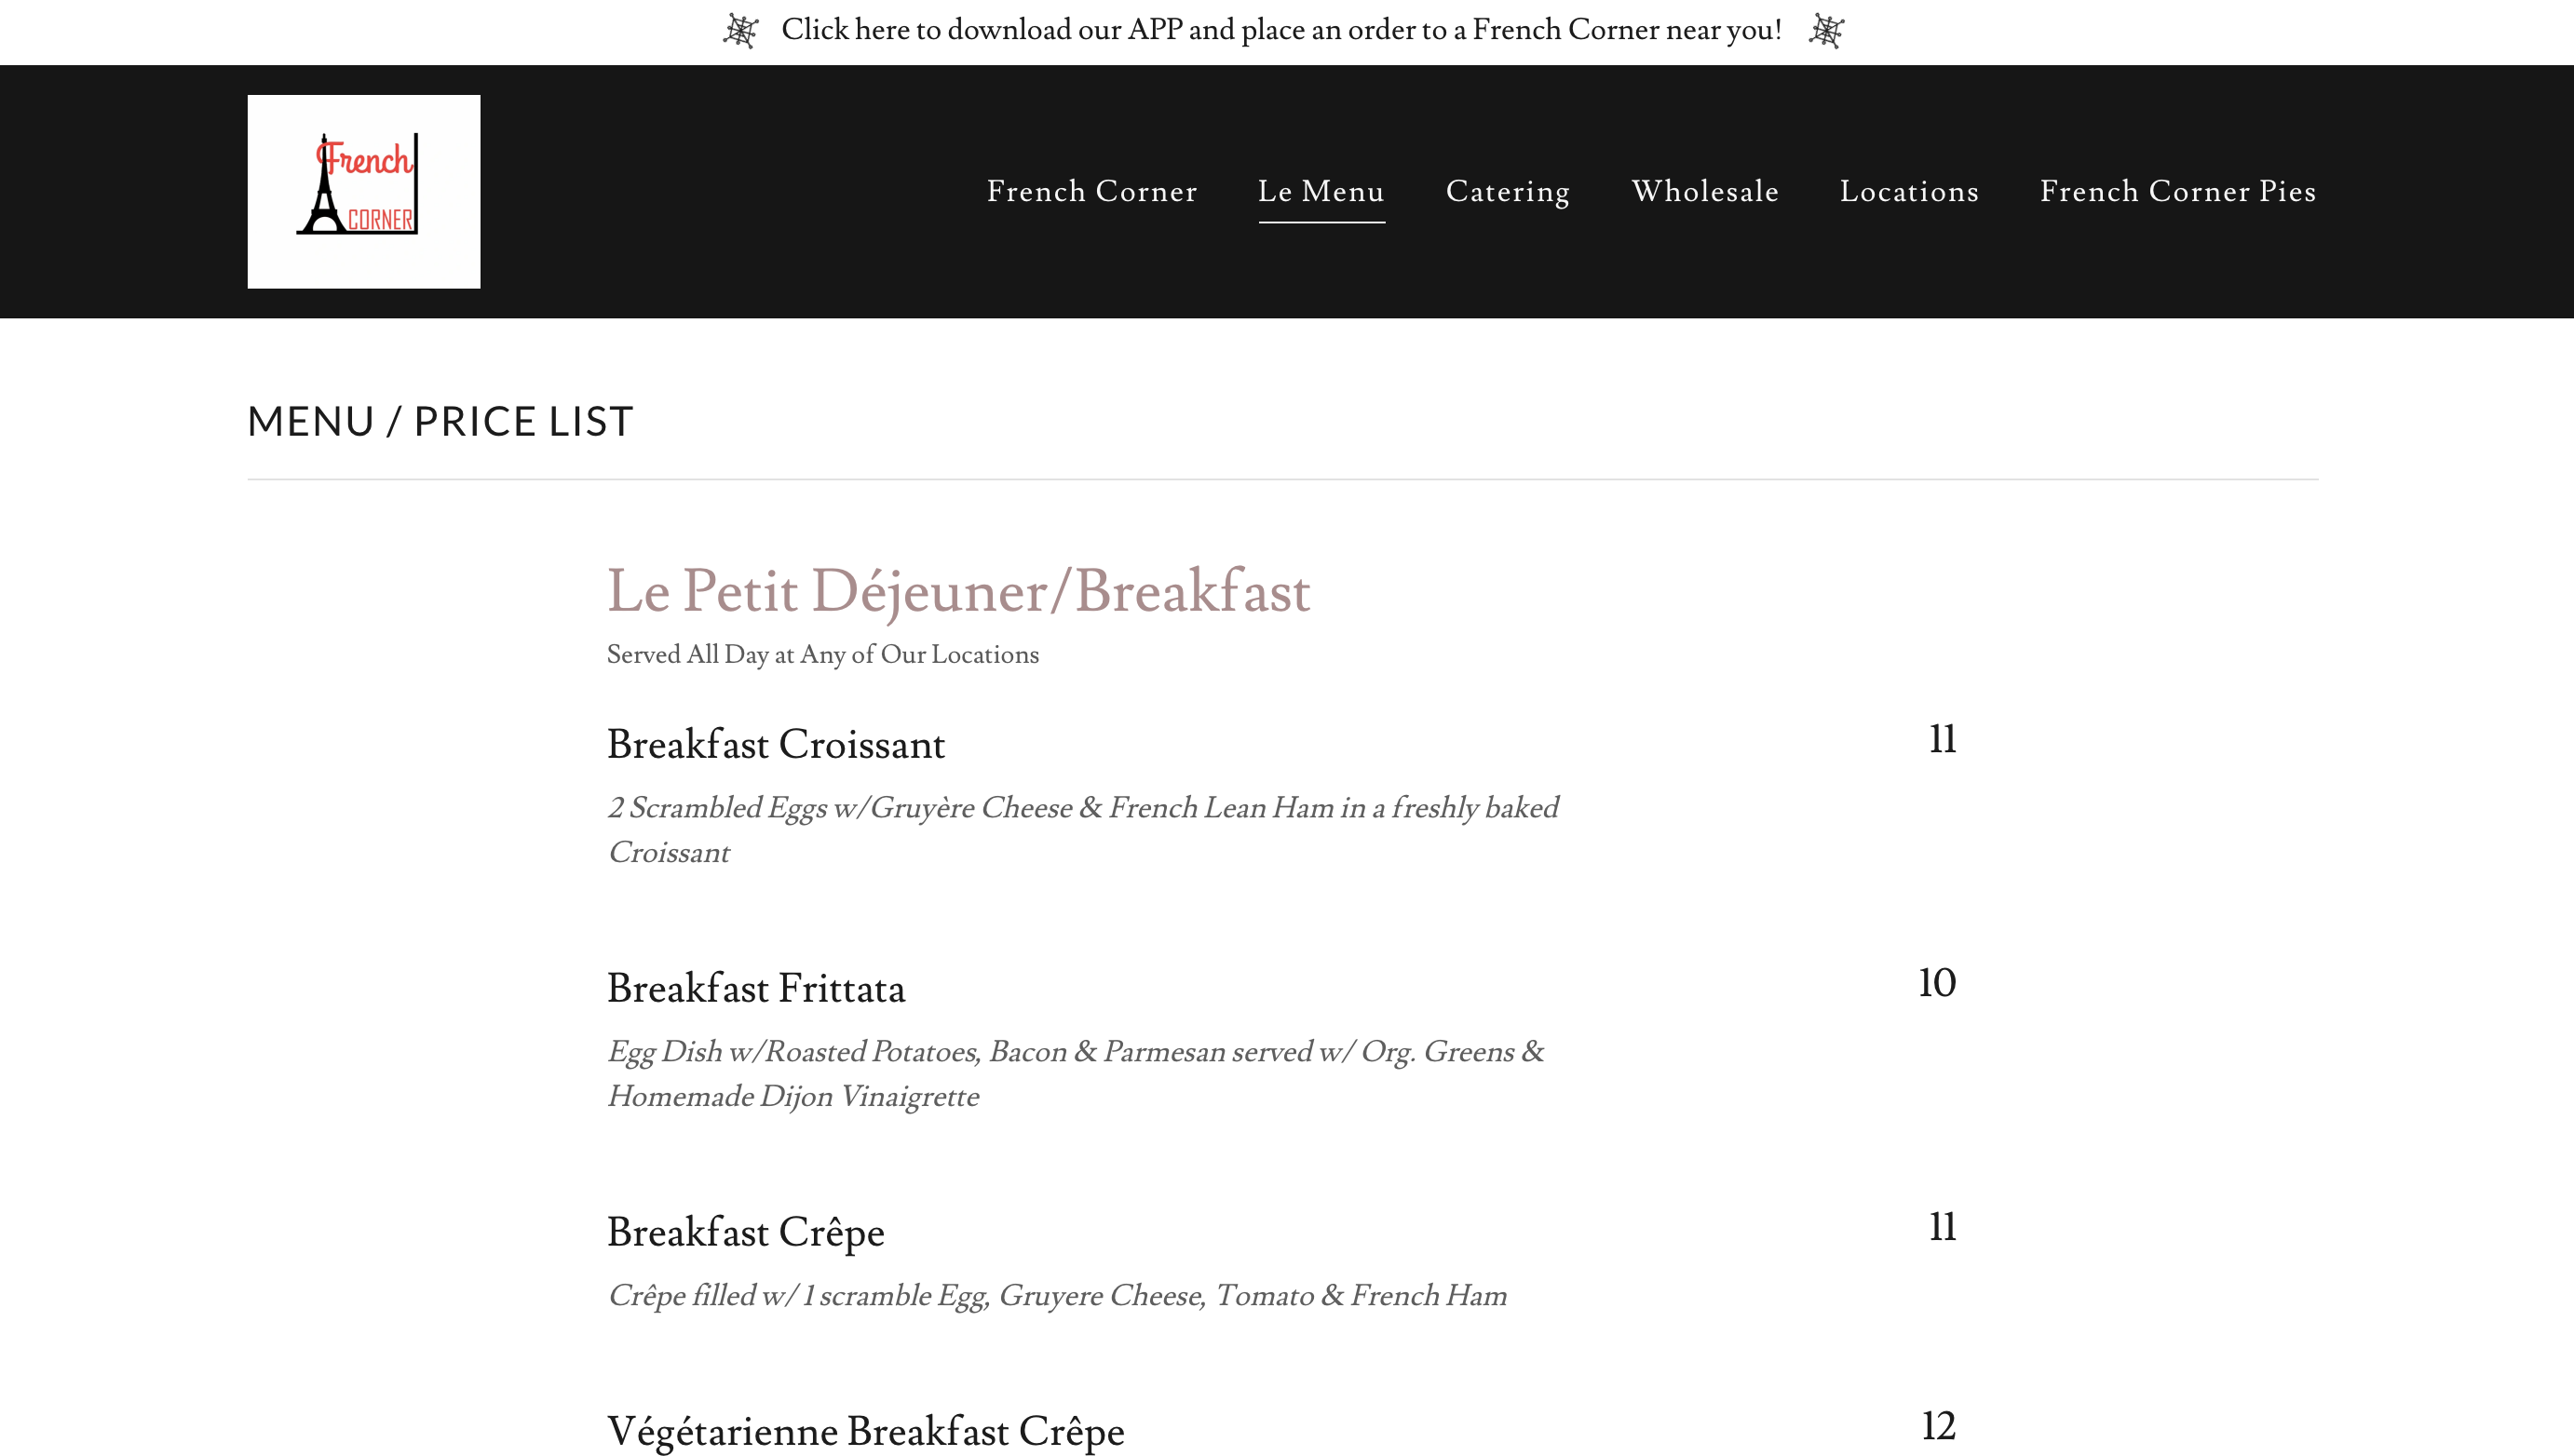 Click here to download our APP and place an order to a French Corner near you!
French
CORNER
French Corner
Le Menu
Catering
Wholesale
Locations
French Corner Pies
MENU / PRICE LIST
Le Petit Déjeuner/Breakfast
Served All Day at Any of Our Locations
Breakfast Croissant 11
2 Scrambled Eggs w/Gruyère Cheese & French Lean Ham in a freshly baked
Croissant
Breakfast Frittata 10
Egg Dish w/Roasted Potatoes, Bacon & Parmesan served w/ Org. Greens &
Homemade Dijon Vinaigrette
Breakfast Crêpe 11
Crêpe filled w/ 1 scramble Egg, Gruyere Cheese, Tomato & French Ham
Végétarienne Breakfast Crêpe 12